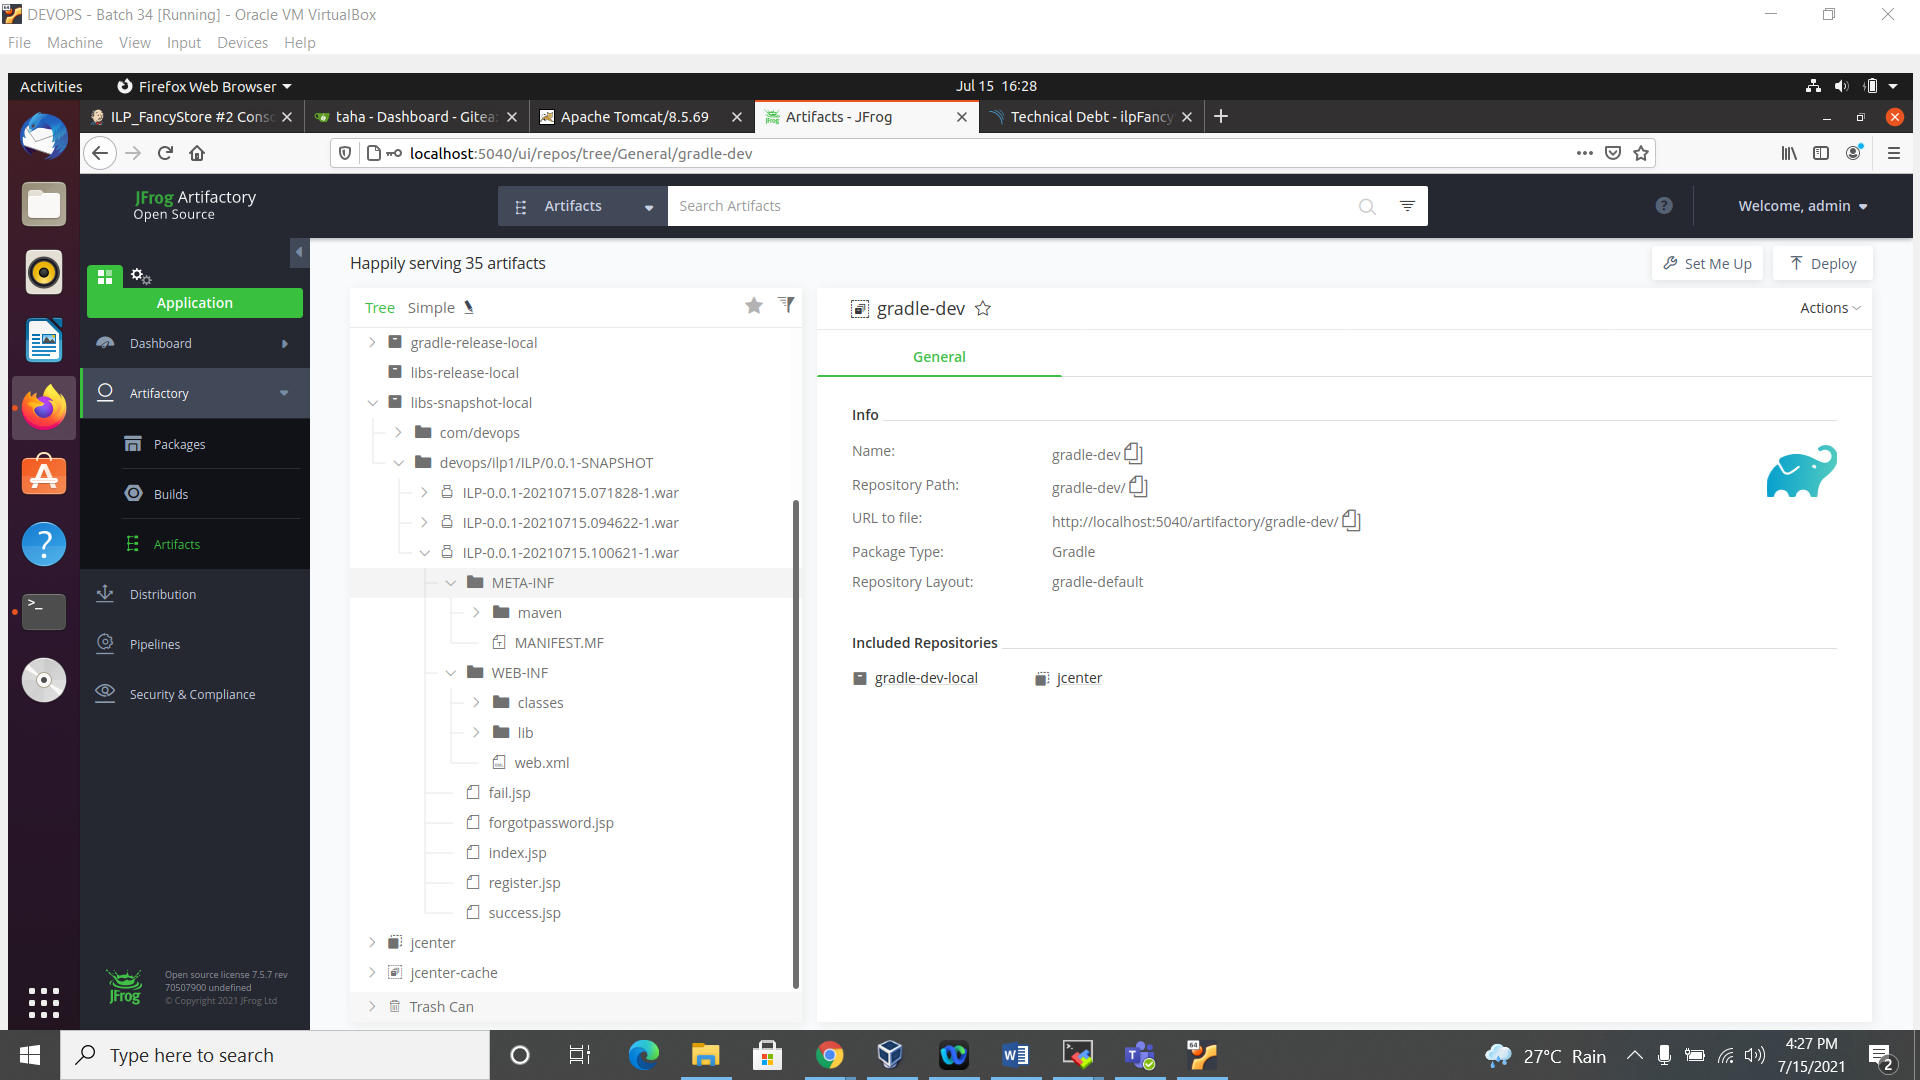 DEVOPS - Batch 34 [Running] - Oracle VM VirtualBox
File Machine View Input Devices Help
Activities Firefox Web Browser Jul 15 16:28
ILP_FancyStore #2 Conso taha - Dashboard - Gitea: Apache Tomcat/8.5.69 Artifacts - JFrog Technical Debt - ilpFancy
localhost:5040/ui/repos/tree/General/gradle-dev
JFrog Artifactory
Open Source
Artifacts Search Artifacts ? Welcome, admin
Happily serving 35 artifacts Set Me Up Deploy
Application
Dashboard
Artifactory
Packages
Builds
Artifacts
Distribution
Pipelines
Security & Compliance
JFrog
Open source license 7.5.7 rev
70507900 undefined
© Copyright 2021 JFrog Ltd
Tree Simple
gradle-release-local
libs-release-local
libs-snapshot-local
com/devops
devops/ilp1/ILP/0.0.1-SNAPSHOT
ILP-0.0.1-20210715.071828-1.war
ILP-0.0.1-20210715.094622-1.war
ILP-0.0.1-20210715.100621-1.war
META-INF
maven
MANIFEST.MF
WEB-INF
classes
lib
web.xml
fail.jsp
forgotpassword.jsp
index.jsp
register.jsp
success.jsp
jcenter
jcenter-cache
Trash Can
gradle-dev Actions
General
Info
Name: gradle-dev
Repository Path: gradle-dev/
URL to file: http://localhost:5040/artifactory/gradle-dev/
Package Type: Gradle
Repository Layout: gradle-default
Included Repositories
gradle-dev-local jcenter
Type here to search
27°C Rain
4:27 PM
7/15/2021
2